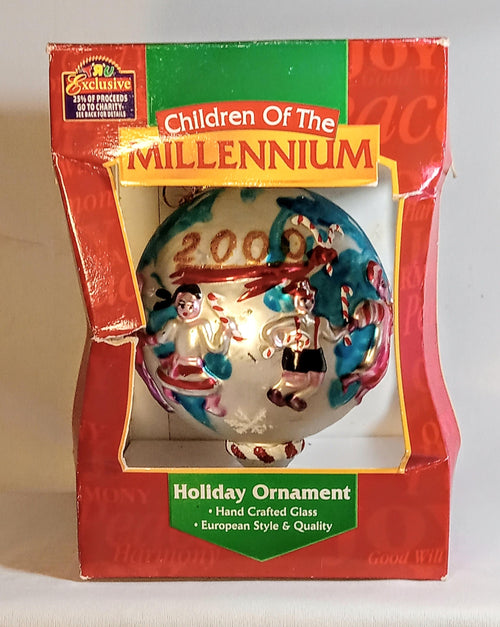 Exclusive
25% OF PROCEEDS
GO TO CHARITY-
SEE BACK FOR DETAILS
JOY
Children Of The
MILLENNIUM
2000
Holiday Ornament
• Hand Crafted Glass
• European Style & Quality
Harmony
Good Will